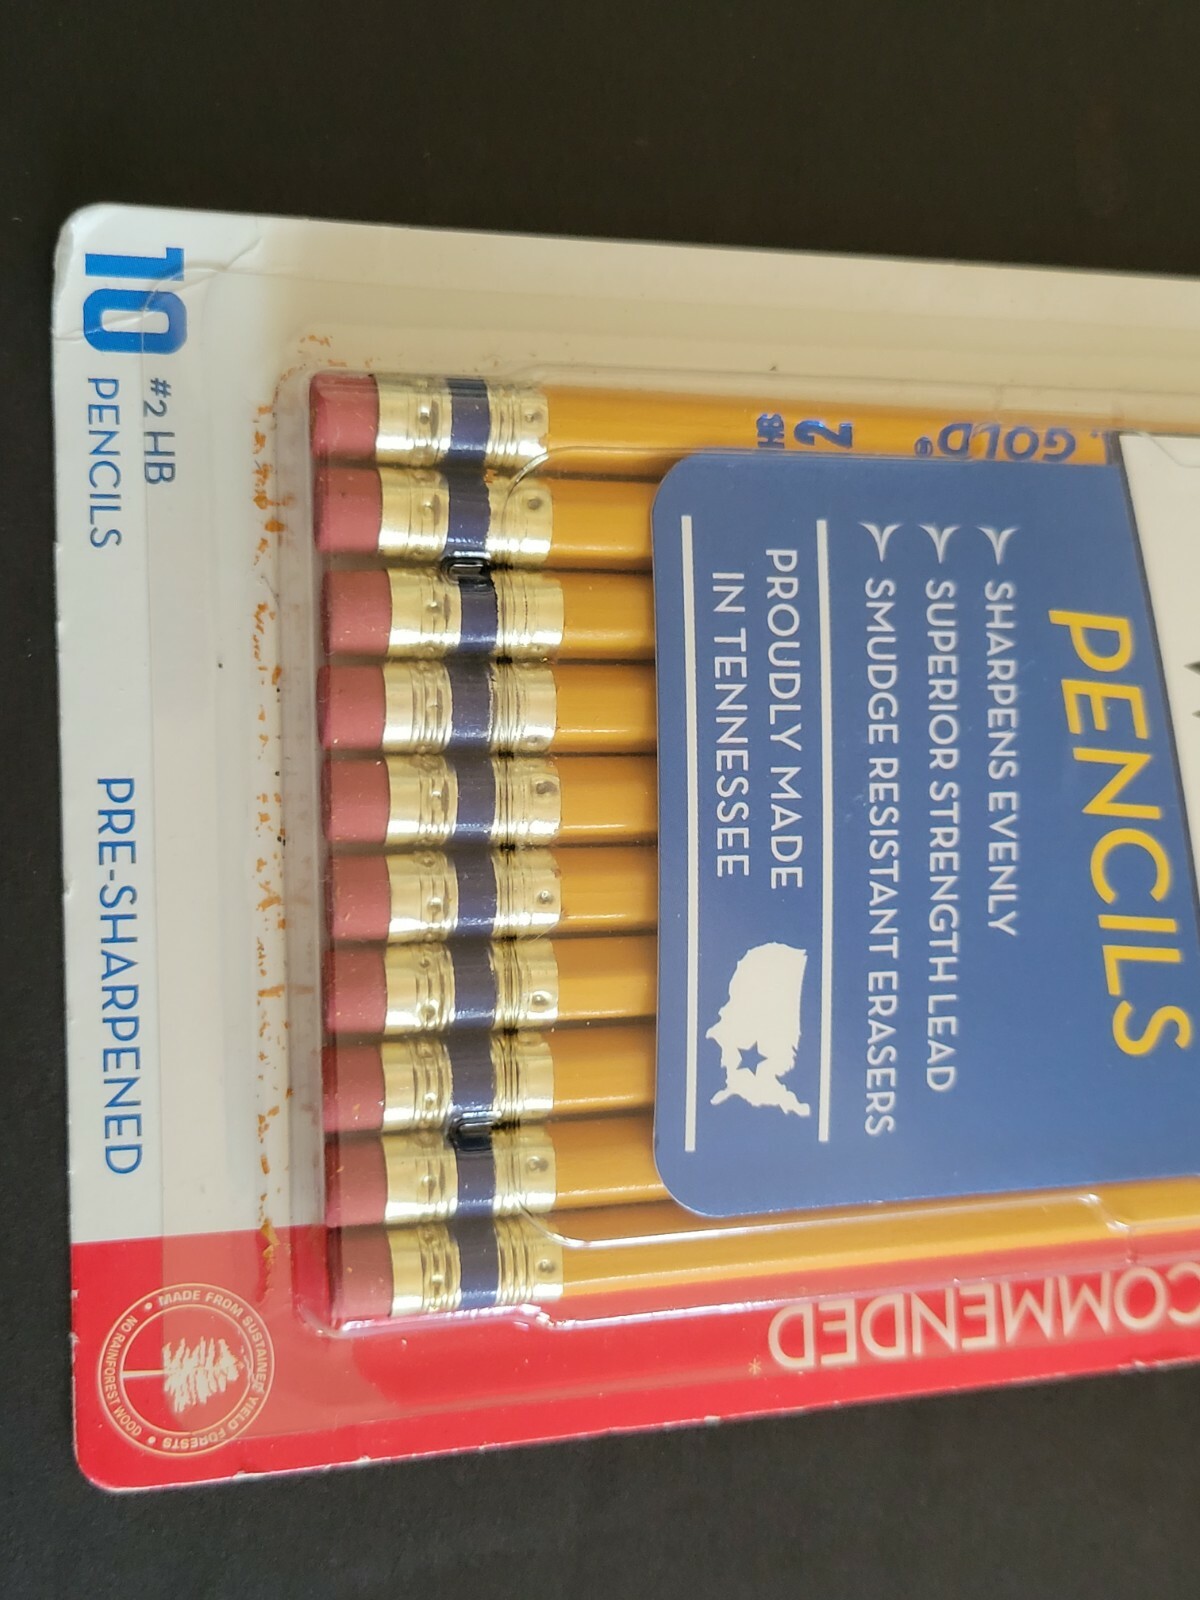 PENCILS
SHARPENS EVENLY
SUPERIOR STRENGTH LEAD
SMUDGE RESISTANT ERASERS
PROUDLY MADE
IN TENNESSEE
GOLD®
HB
2
COMMENDED*
10
#2 HB
PENCILS
PRE-SHARPENED
MADE FROM SUSTAINED YIELD FORESTS • NO RAINFOREST WOOD •